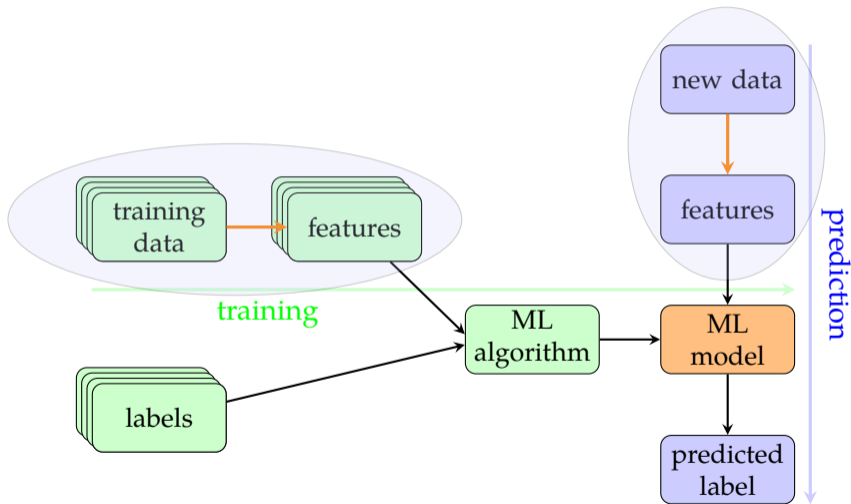 new data
training
data
features
features
prediction
training
ML
algorithm
ML
model
labels
predicted
label